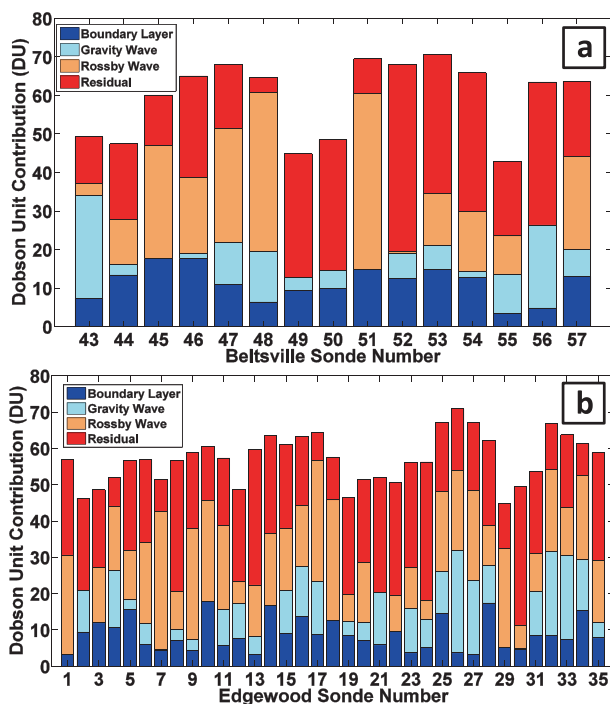 a
Boundary Layer
Gravity Wave
Rossby Wave
Residual
Dobson Unit Contribution (DU)
80
70
60
50
40
30
20
10
0
43 44 45 46 47 48 49 50 51 52 53 54 55 56 57
Beltsville Sonde Number
b
Boundary Layer
Gravity Wave
Rossby Wave
Residual
Dobson Unit Contribution (DU)
80
70
60
50
40
30
20
10
0
1 3 5 7 9 11 13 15 17 19 21 23 25 27 29 31 33 35
Edgewood Sonde Number